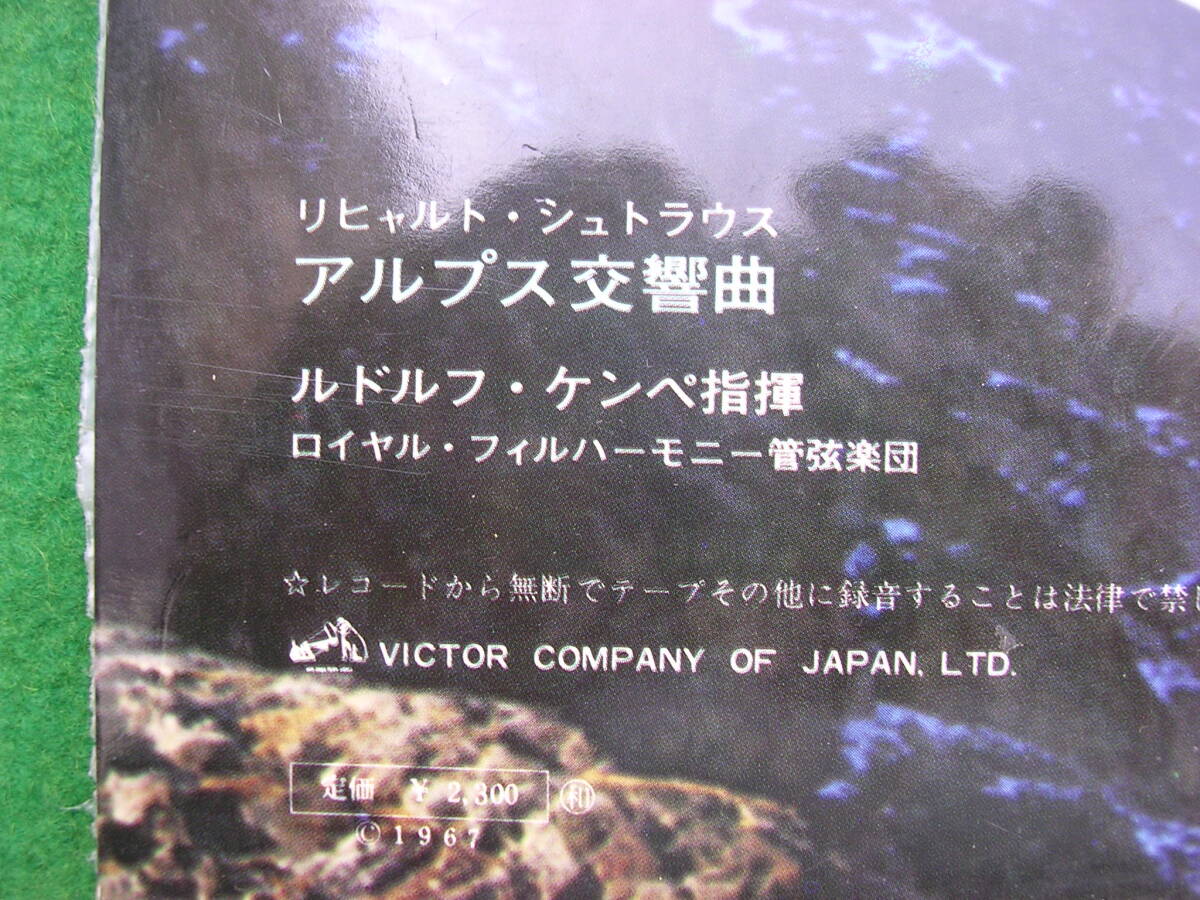 リヒャルト・シュトラウス
アルプス交響曲
ルドルフ・ケンペ指揮
ロイヤル・フィルハーモニー管弦楽団
☆レコードから無断でテープその他に録音することは法律で禁
VICTOR COMPANY OF JAPAN, LTD.
定価 ¥ 2,300 ㊒
© 1967